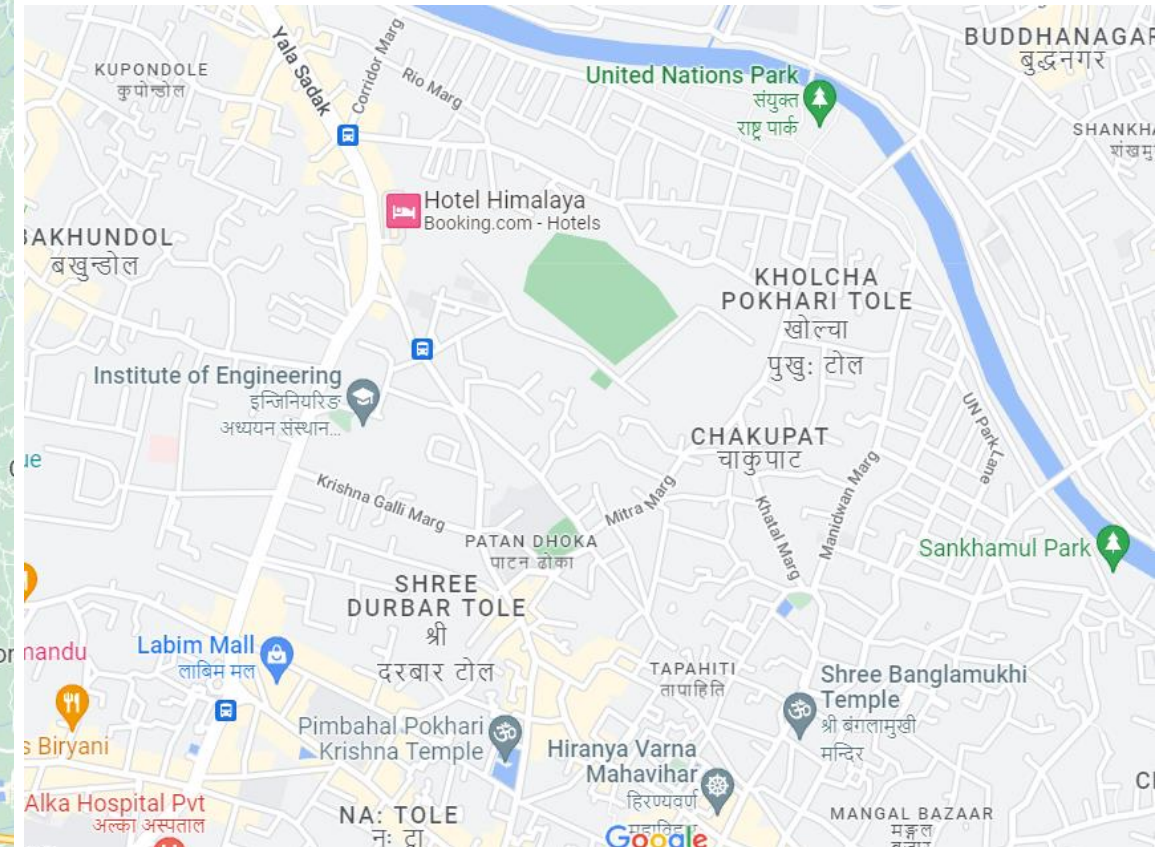 BUDDHANAGAR
बुद्धनगर
KUPONDOLE
कुपोन्डोल
Yala Sadak
Corridor Marg
Rio Marg
United Nations Park
संयुक्त
राष्ट्र पार्क
Hotel Himalaya
Booking.com - Hotels
BAKHUNDOL
बखुन्डोल
KHOLCHA
POKHARI TOLE
खोल्चा
पुखु: टोल
Institute of Engineering
इन्जिनियरिङ
अध्ययन संस्थान...
UN Park Lane
CHAKUPAT
चाकुपाट
Krishna Galli Marg
Mitra Marg
Khatal Marg
Manidwan Marg
PATAN DHOKA
पाटन ढोका
Sankhamul Park
SHREE
DURBAR TOLE
श्री
दरबार टोल
Labim Mall
लाबिम मल
TAPAHITI
तापाहिति
Shree Banglamukhi
Temple
श्री बंगलामुखी
मन्दिर
Pimbahal Pokhari
Krishna Temple
Hiranya Varna
Mahavihar
हिरण्यवर्ण
Biryani
Alka Hospital Pvt
अल्का अस्पताल
NA: TOLE
MANGAL BAZAAR
मङ्गल
Google